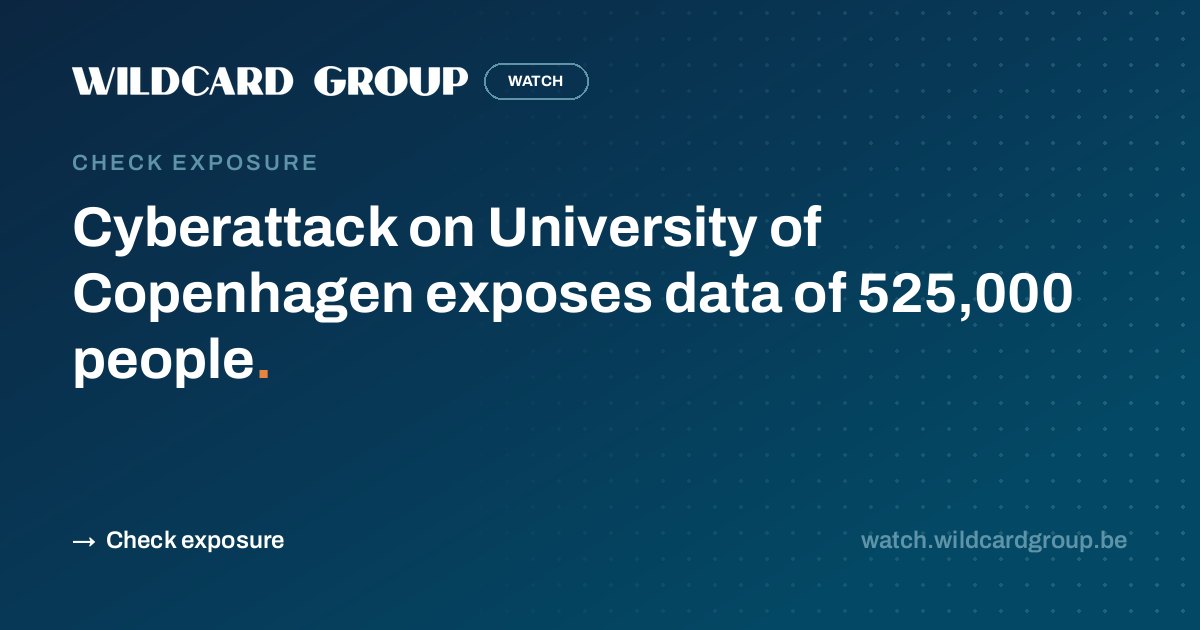 WILDCARD GROUP WATCH
CHECK EXPOSURE
Cyberattack on University of
Copenhagen exposes data of 525,000
people.
→ Check exposure
watch.wildcardgroup.be